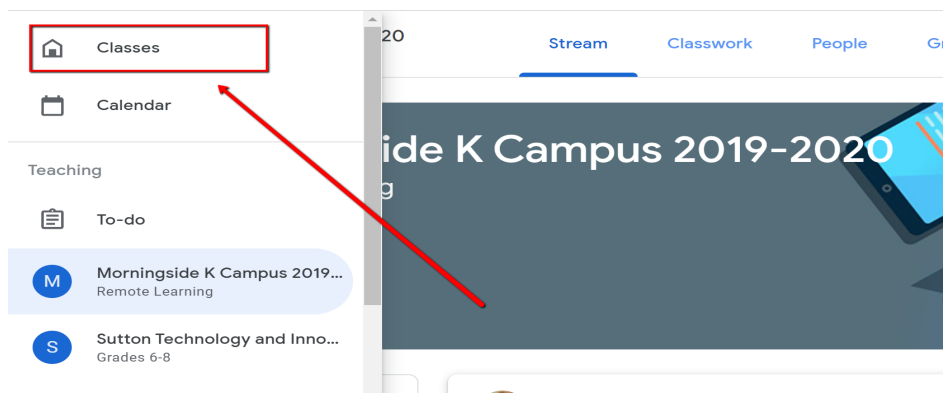 Classes
Calendar
Teaching
To-do
M
Morningside K Campus 2019...
Remote Learning
S
Sutton Technology and Inno...
Grades 6-8
20
Stream Classwork People
ide K Campus 2019-2020
g